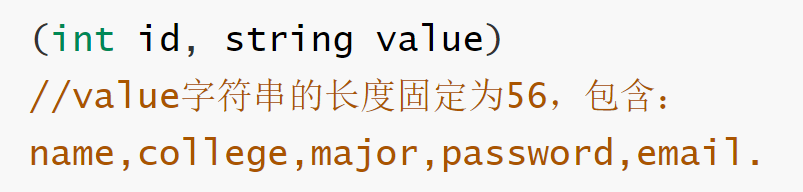 (int id, string value)
//value字符串的长度固定为56，包含：
name,college,major,password,email.